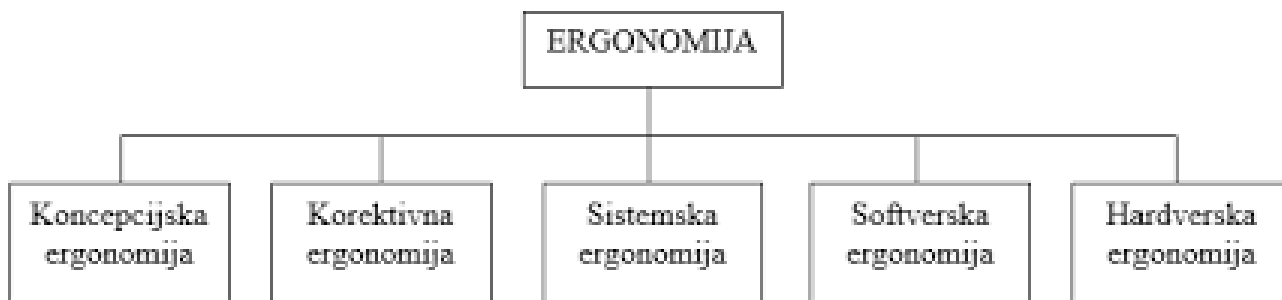 ERGONOMIJA
Koncepcijska
ergonomija
Korektivna
ergonomija
Sistemska
ergonomija
Softverska
ergonomija
Hardverska
ergonomija